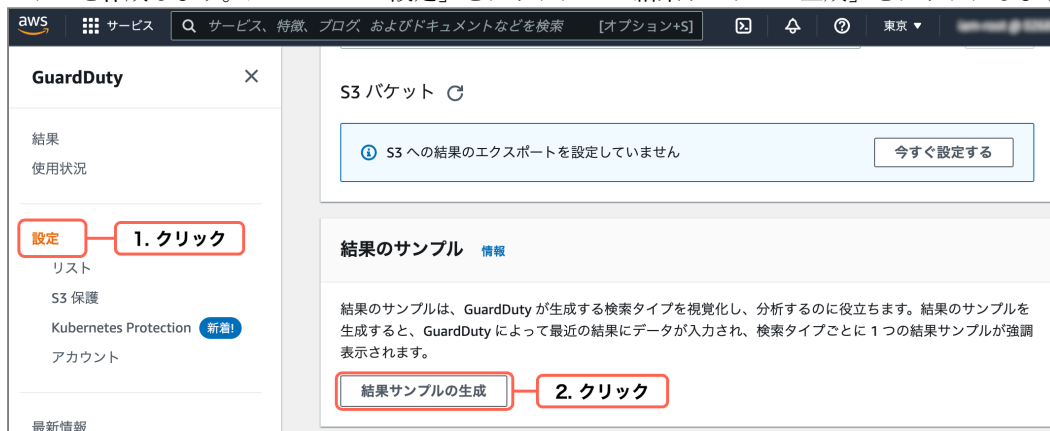 aws
サービス
サービス、特徴、ブログ、およびドキュメントなどを検索
[オプション+S]
東京 ▼
GuardDuty
結果
使用状況
設定
1. クリック
リスト
S3 保護
Kubernetes Protection 新着!
アカウント
最新情報
S3 バケット
S3 への結果のエクスポートを設定していません
今すぐ設定する
結果のサンプル 情報
結果のサンプルは、GuardDuty が生成する検索タイプを視覚化し、分析するのに役立ちます。結果のサンプルを
生成すると、GuardDuty によって最近の結果にデータが入力され、検索タイプごとに 1 つの結果サンプルが強調
表示されます。
結果サンプルの生成
2. クリック